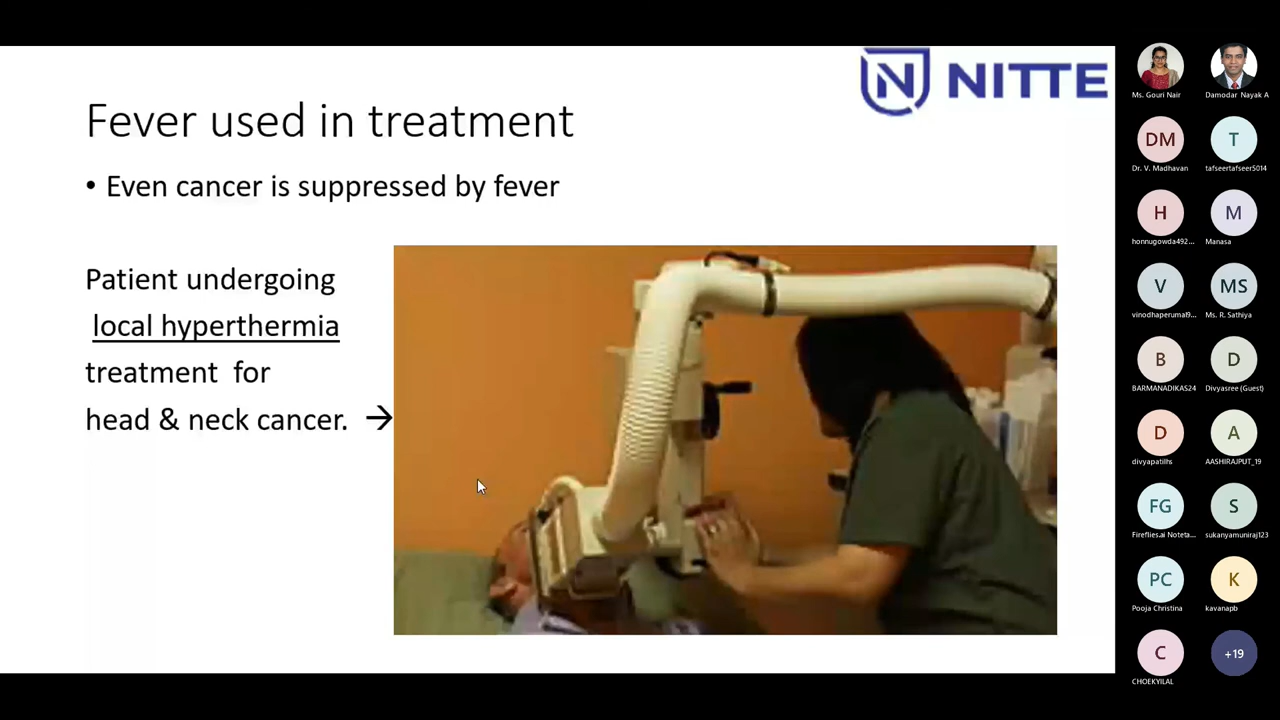 NITTE
Fever used in treatment
• Even cancer is suppressed by fever
Patient undergoing
local hyperthermia
treatment for
head & neck cancer. →
Ms. Gouri Nair
Damodar Nayak A
DM
Dr. V. Madhavan
T
tafseertafseer5014
H
honnugowda492...
M
Manasa
V
vinodhaperumal9...
MS
Ms. R. Sathiya
B
BARMANADIKAS24
D
Divyasree (Guest)
D
divyapatilhs
A
AASHIRAJPUT_19
FG
Fireflies.ai Noteta...
S
sukanyamuniraj123
PC
Pooja Christina
K
kavanapb
C
CHOEKYILAL
+19